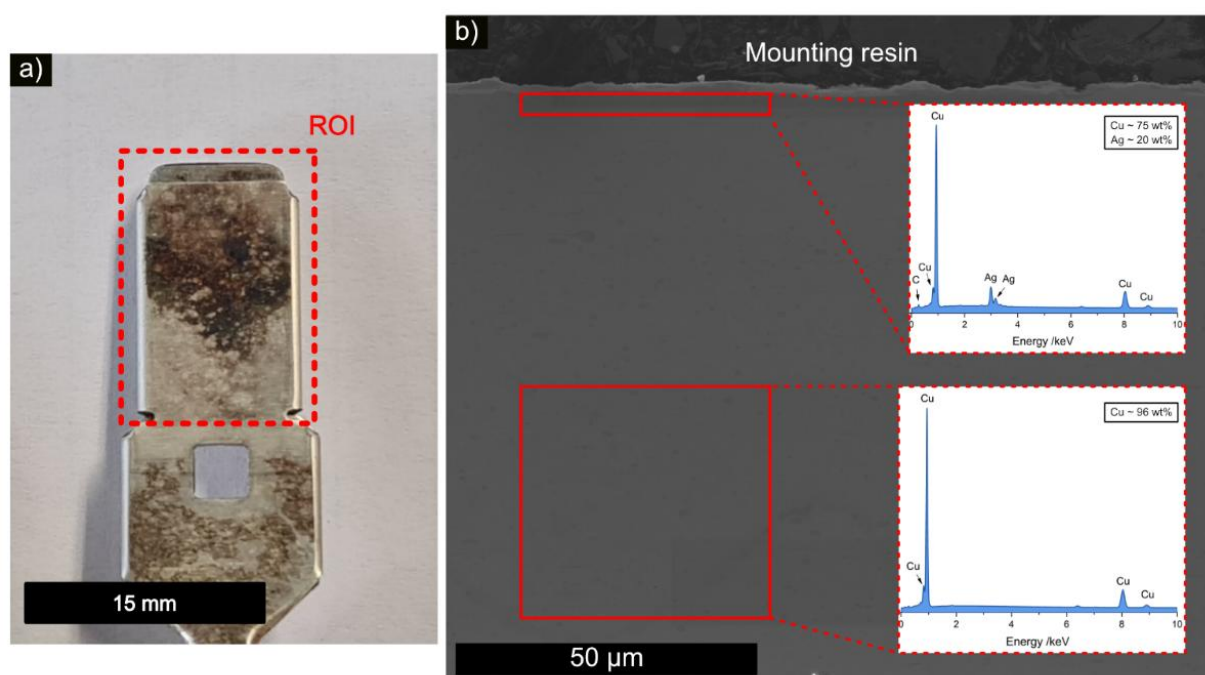 a)
ROI
15 mm
b)
Mounting resin
Cu
Cu ~ 75 wt%
Ag ~ 20 wt%
Cu
C
Ag
Ag
Cu
Cu
0 2 4 6 8 10
Energy /keV
Cu
Cu ~ 96 wt%
Cu
Cu
Cu
0 2 4 6 8 10
Energy /keV
50 µm